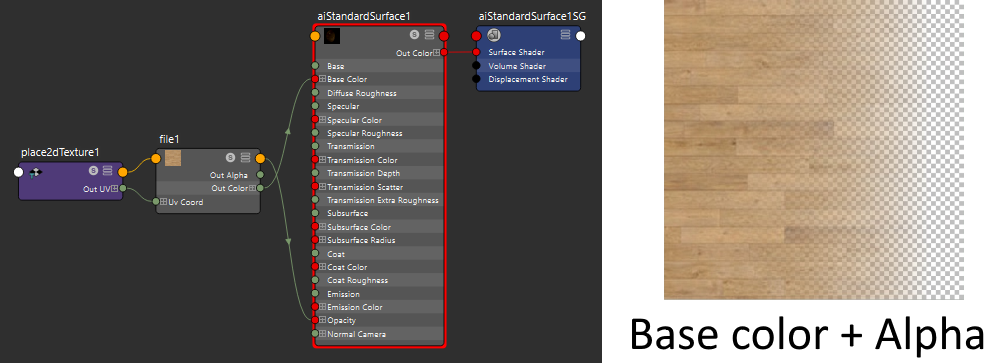 aiStandardSurface1
S
Out Color
Base
Base Color
Diffuse Roughness
Specular
Specular Color
Specular Roughness
Transmission
Transmission Color
Transmission Depth
Transmission Scatter
Transmission Extra Roughness
Subsurface
Subsurface Color
Subsurface Radius
Coat
Coat Color
Coat Roughness
Emission
Emission Color
Opacity
Normal Camera
aiStandardSurface1SG
Surface Shader
Volume Shader
Displacement Shader
file1
S
Out Alpha
Out Color
Uv Coord
place2dTexture1
S
Out UV
Base color + Alpha